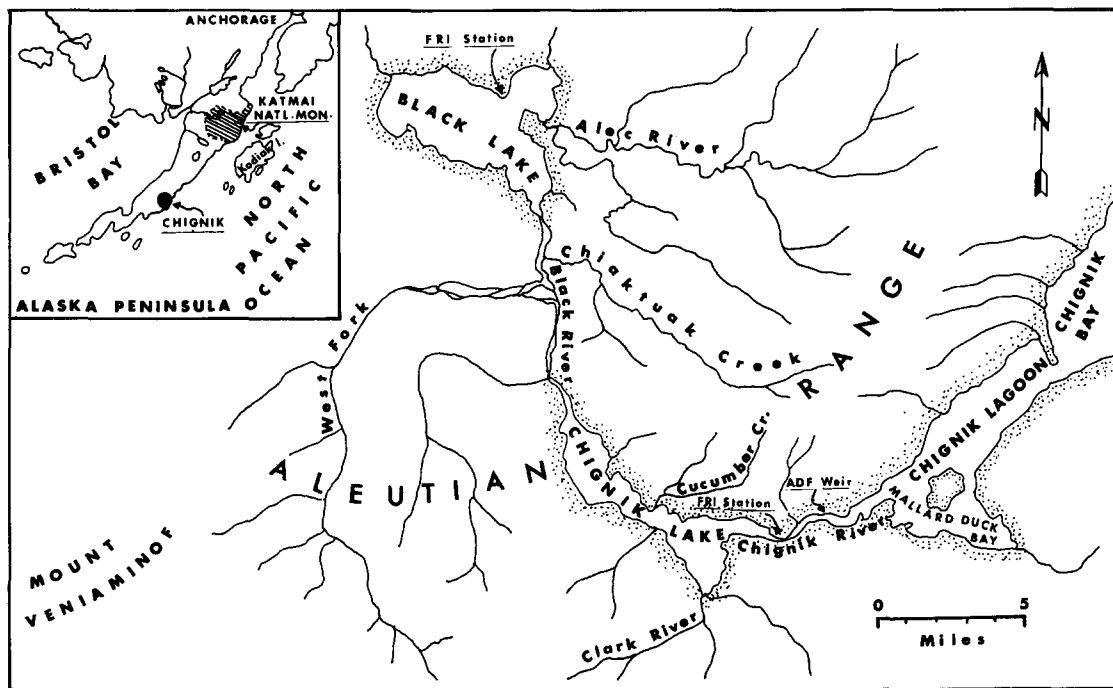 ANCHORAGE
KATMAI
NATL. MON.
BRISTOL
BAY
Kodiak I.
NORTH
PACIFIC
OCEAN
CHIGNIK
ALASKA PENINSULA
FRI Station
BLACK LAKE
Alec River
N
Chiaktuak Creek
Black River
West Fork
ALEUTIAN
RANGE
CHIGNIK
BAY
CHIGNIK LAGOON
MALLARD DUCK
BAY
Cucumber Cr.
ADF Weir
FRI Station
CHIGNIK LAKE
Chignik River
MOUNT
VENIAMINOF
Clark River
0 5
Miles